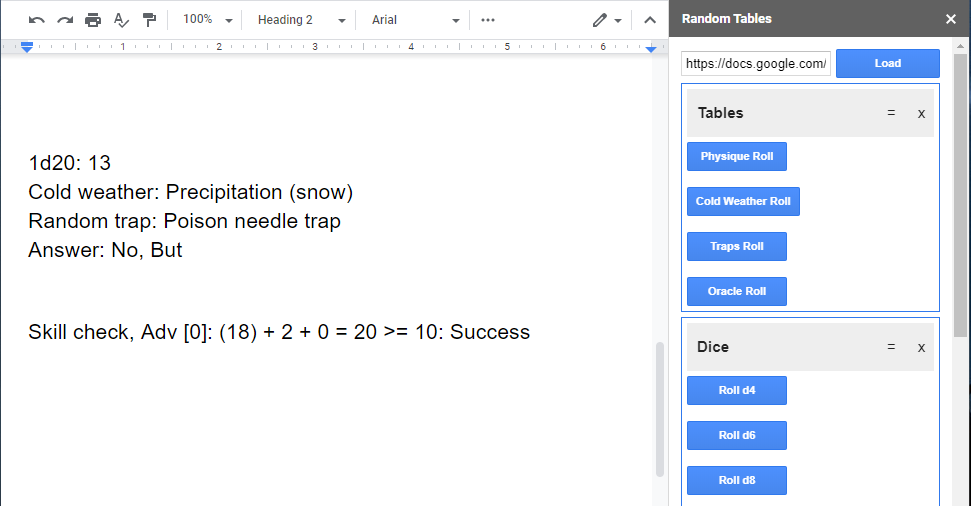 100% Heading 2 Arial
Random Tables ×
1 2 3 4 5 6
https://docs.google.com/ Load
Tables = x
Physique Roll
Cold Weather Roll
Traps Roll
Oracle Roll
Dice = x
Roll d4
Roll d6
Roll d8
1d20: 13
Cold weather: Precipitation (snow)
Random trap: Poison needle trap
Answer: No, But
Skill check, Adv [0]: (18) + 2 + 0 = 20 >= 10: Success